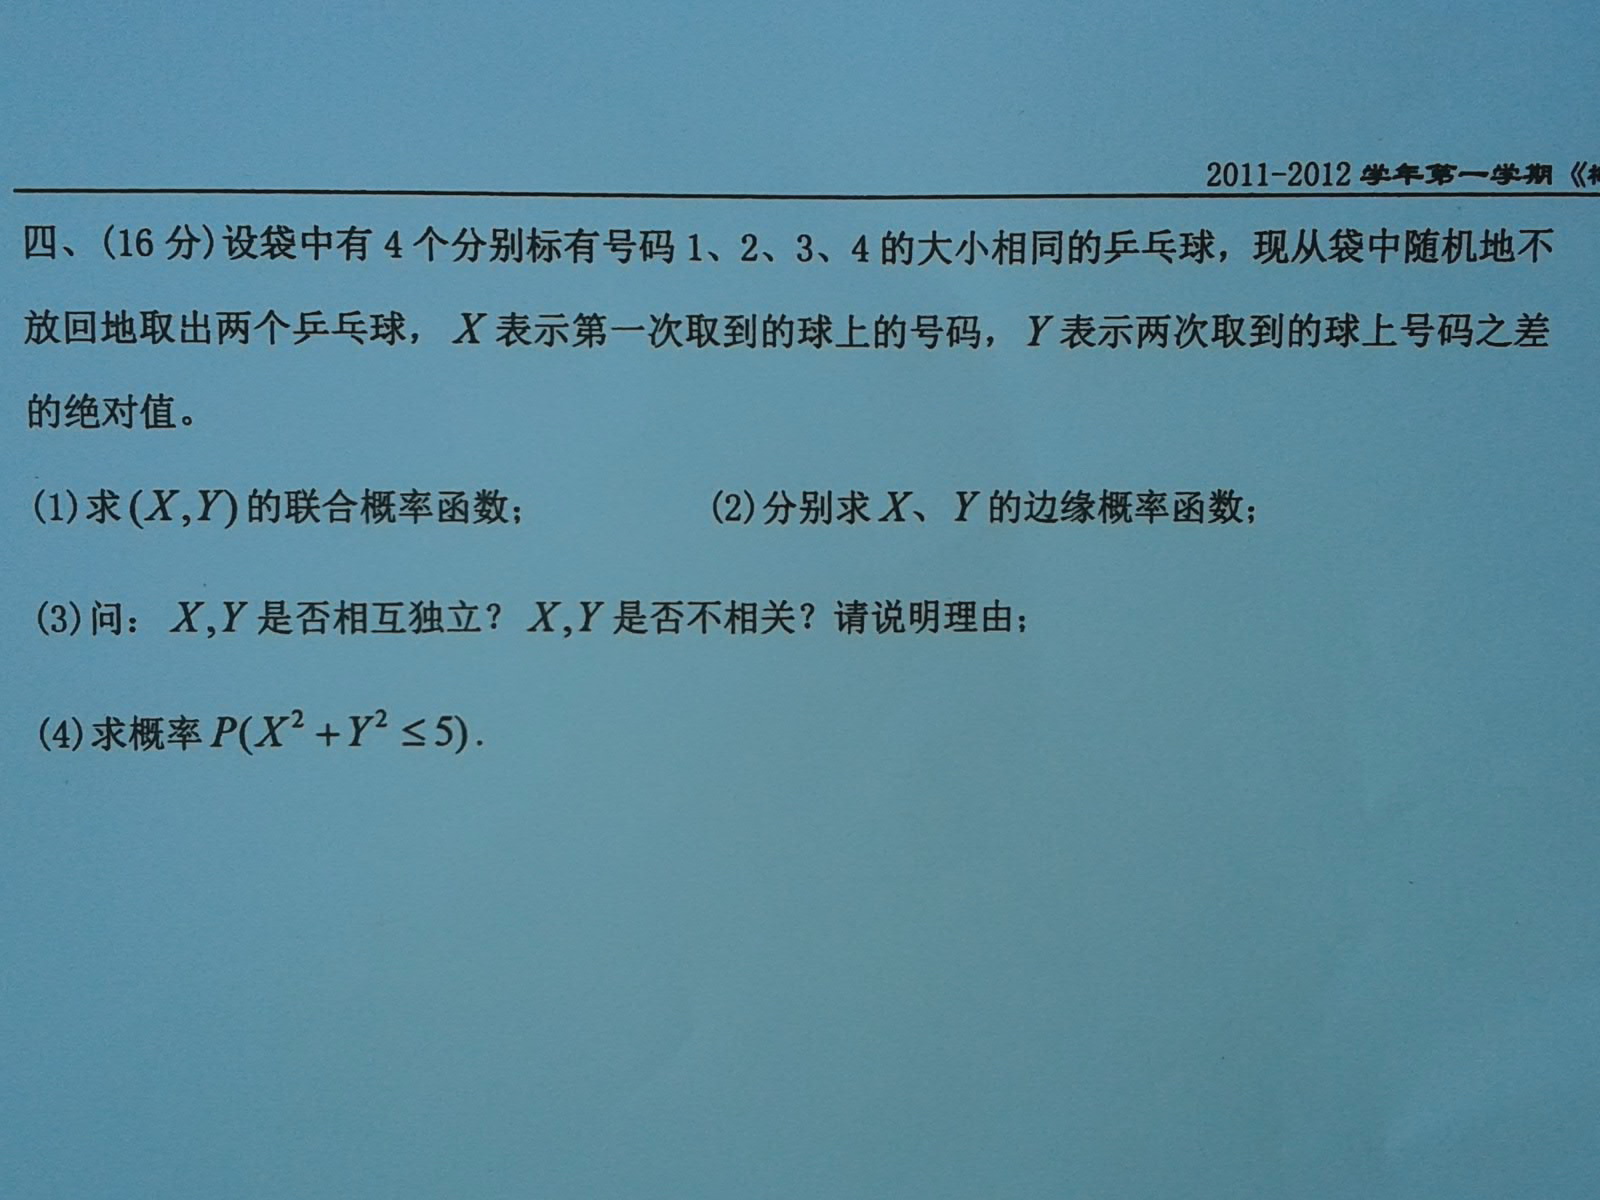 2011-2012 学年第一学期《
四、(16 分)设袋中有 4 个分别标有号码 1、2、3、4 的大小相同的乒乓球，现从袋中随机地不
放回地取出两个乒乓球， X 表示第一次取到的球上的号码，Y 表示两次取到的球上号码之差
的绝对值。
(1)求(X,Y)的联合概率函数； (2)分别求 X、Y 的边缘概率函数；
(3)问： X,Y 是否相互独立？ X,Y 是否不相关？请说明理由；
(4)求概率 P(X² + Y² ≤ 5).